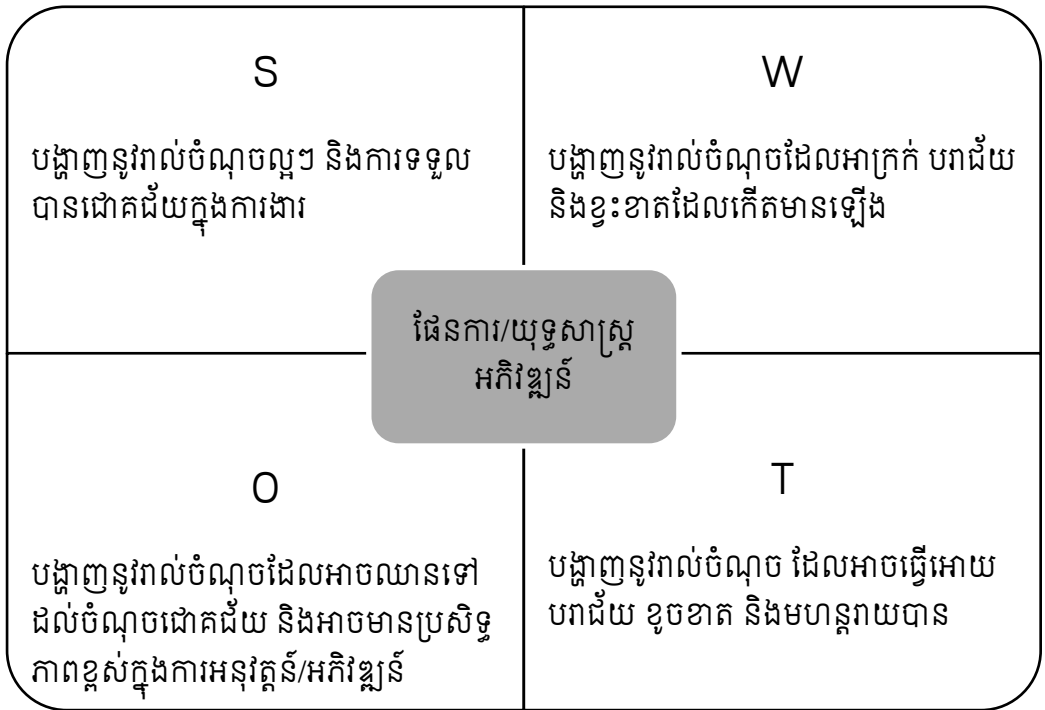 S
បង្ហាញនូវរាល់ចំណុចល្អៗ និងការទទួល
បានជោគជ័យក្នុងការងារ
W
បង្ហាញនូវរាល់ចំណុចដែលអាក្រក់ បរាជ័យ
និងខ្វះខាតដែលកើតមានឡើង
ផែនការ/យុទ្ធសាស្ត្រ
អភិវឌ្ឍន៍
O
បង្ហាញនូវរាល់ចំណុចដែលអាចឈានទៅ
ដល់ចំណុចជោគជ័យ និងអាចមានប្រសិទ្ធ
ភាពខ្ពស់ក្នុងការអនុវត្តន៍/អភិវឌ្ឍន៍
T
បង្ហាញនូវរាល់ចំណុច ដែលអាចធ្វើអោយ
បរាជ័យ ខូចខាត និងមហន្តរាយបាន